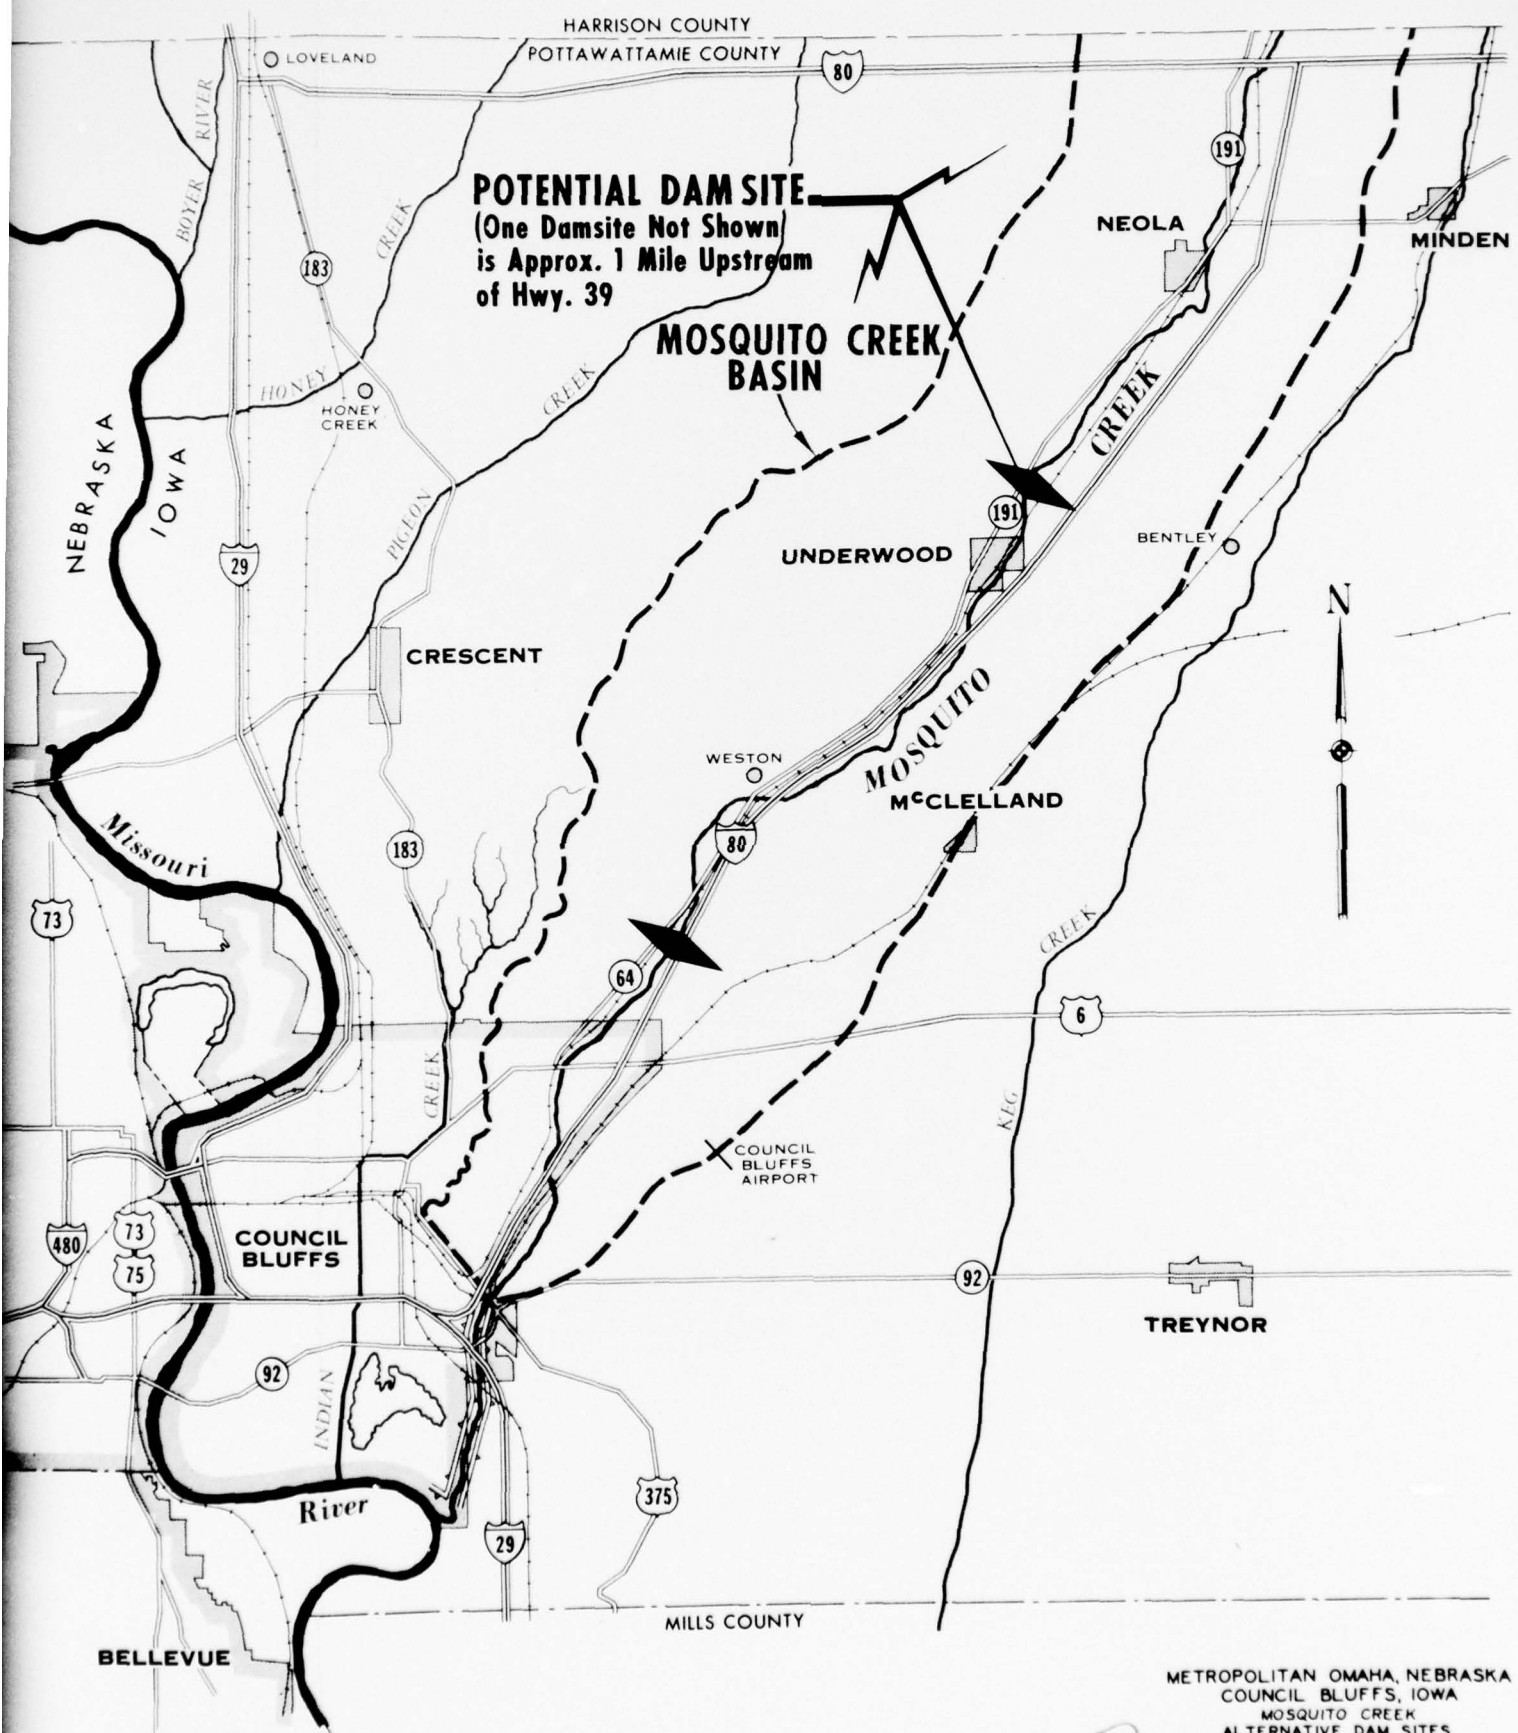 HARRISON COUNTY
POTTAWATTAMIE COUNTY
LOVELAND
80
BOYER RIVER
191
POTENTIAL DAM SITE
(One Damsite Not Shown)
is Approx. 1 Mile Upstream
of Hwy. 39
NEOLA
MINDEN
183
CREEK
HONEY
HONEY
CREEK
MOSQUITO CREEK
BASIN
CREEK
PIGEON
CREEK
MOSQUITO
NEBRASKA
IOWA
29
191
UNDERWOOD
BENTLEY
N
CRESCENT
WESTON
McCLELLAND
80
Missouri
183
73
64
CREEK
KEG
6
CREEK
INDIAN
COUNCIL
BLUFFS
AIRPORT
480
73
75
COUNCIL
BLUFFS
92
TREYNOR
92
River
375
29
MILLS COUNTY
BELLEVUE
METROPOLITAN OMAHA, NEBRASKA
COUNCIL BLUFFS, IOWA
MOSQUITO CREEK
ALTERNATIVE DAM SITES